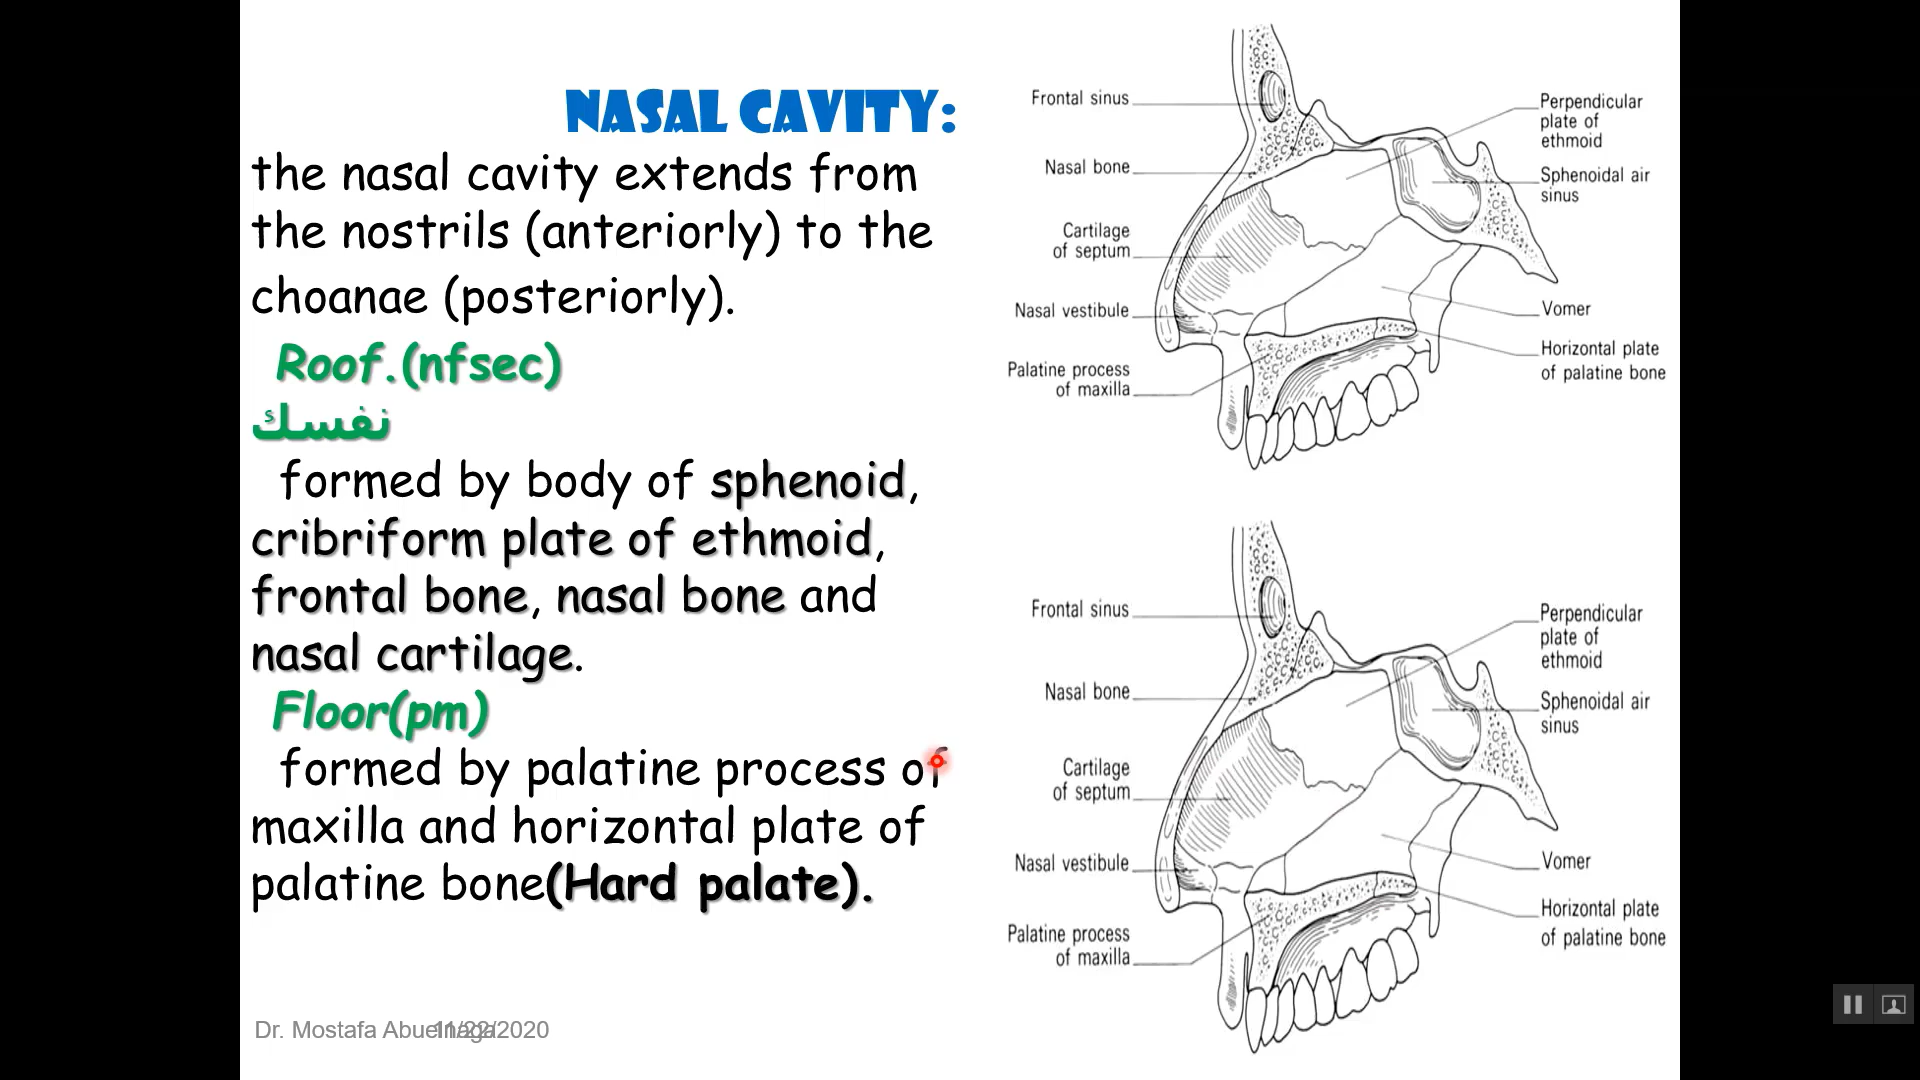 NASAL CAVITY:
the nasal cavity extends from
the nostrils (anteriorly) to the
choanae (posteriorly).
Roof.(nfsec)
نفسك
formed by body of sphenoid,
cribriform plate of ethmoid,
frontal bone, nasal bone and
nasal cartilage.
Floor(pm)
formed by palatine process of
maxilla and horizontal plate of
palatine bone(Hard palate).
Dr. Mostafa
11/22/2020
Frontal sinus
Nasal bone
Cartilage
of septum
Nasal vestibule
Palatine process
of maxilla
Perpendicular
plate of
ethmoid
Sphenoidal air
sinus
Vomer
Horizontal plate
of palatine bone
Frontal sinus
Nasal bone
Cartilage
of septum
Nasal vestibule
Palatine process
of maxilla
Perpendicular
plate of
ethmoid
Sphenoidal air
sinus
Vomer
Horizontal plate
of palatine bone